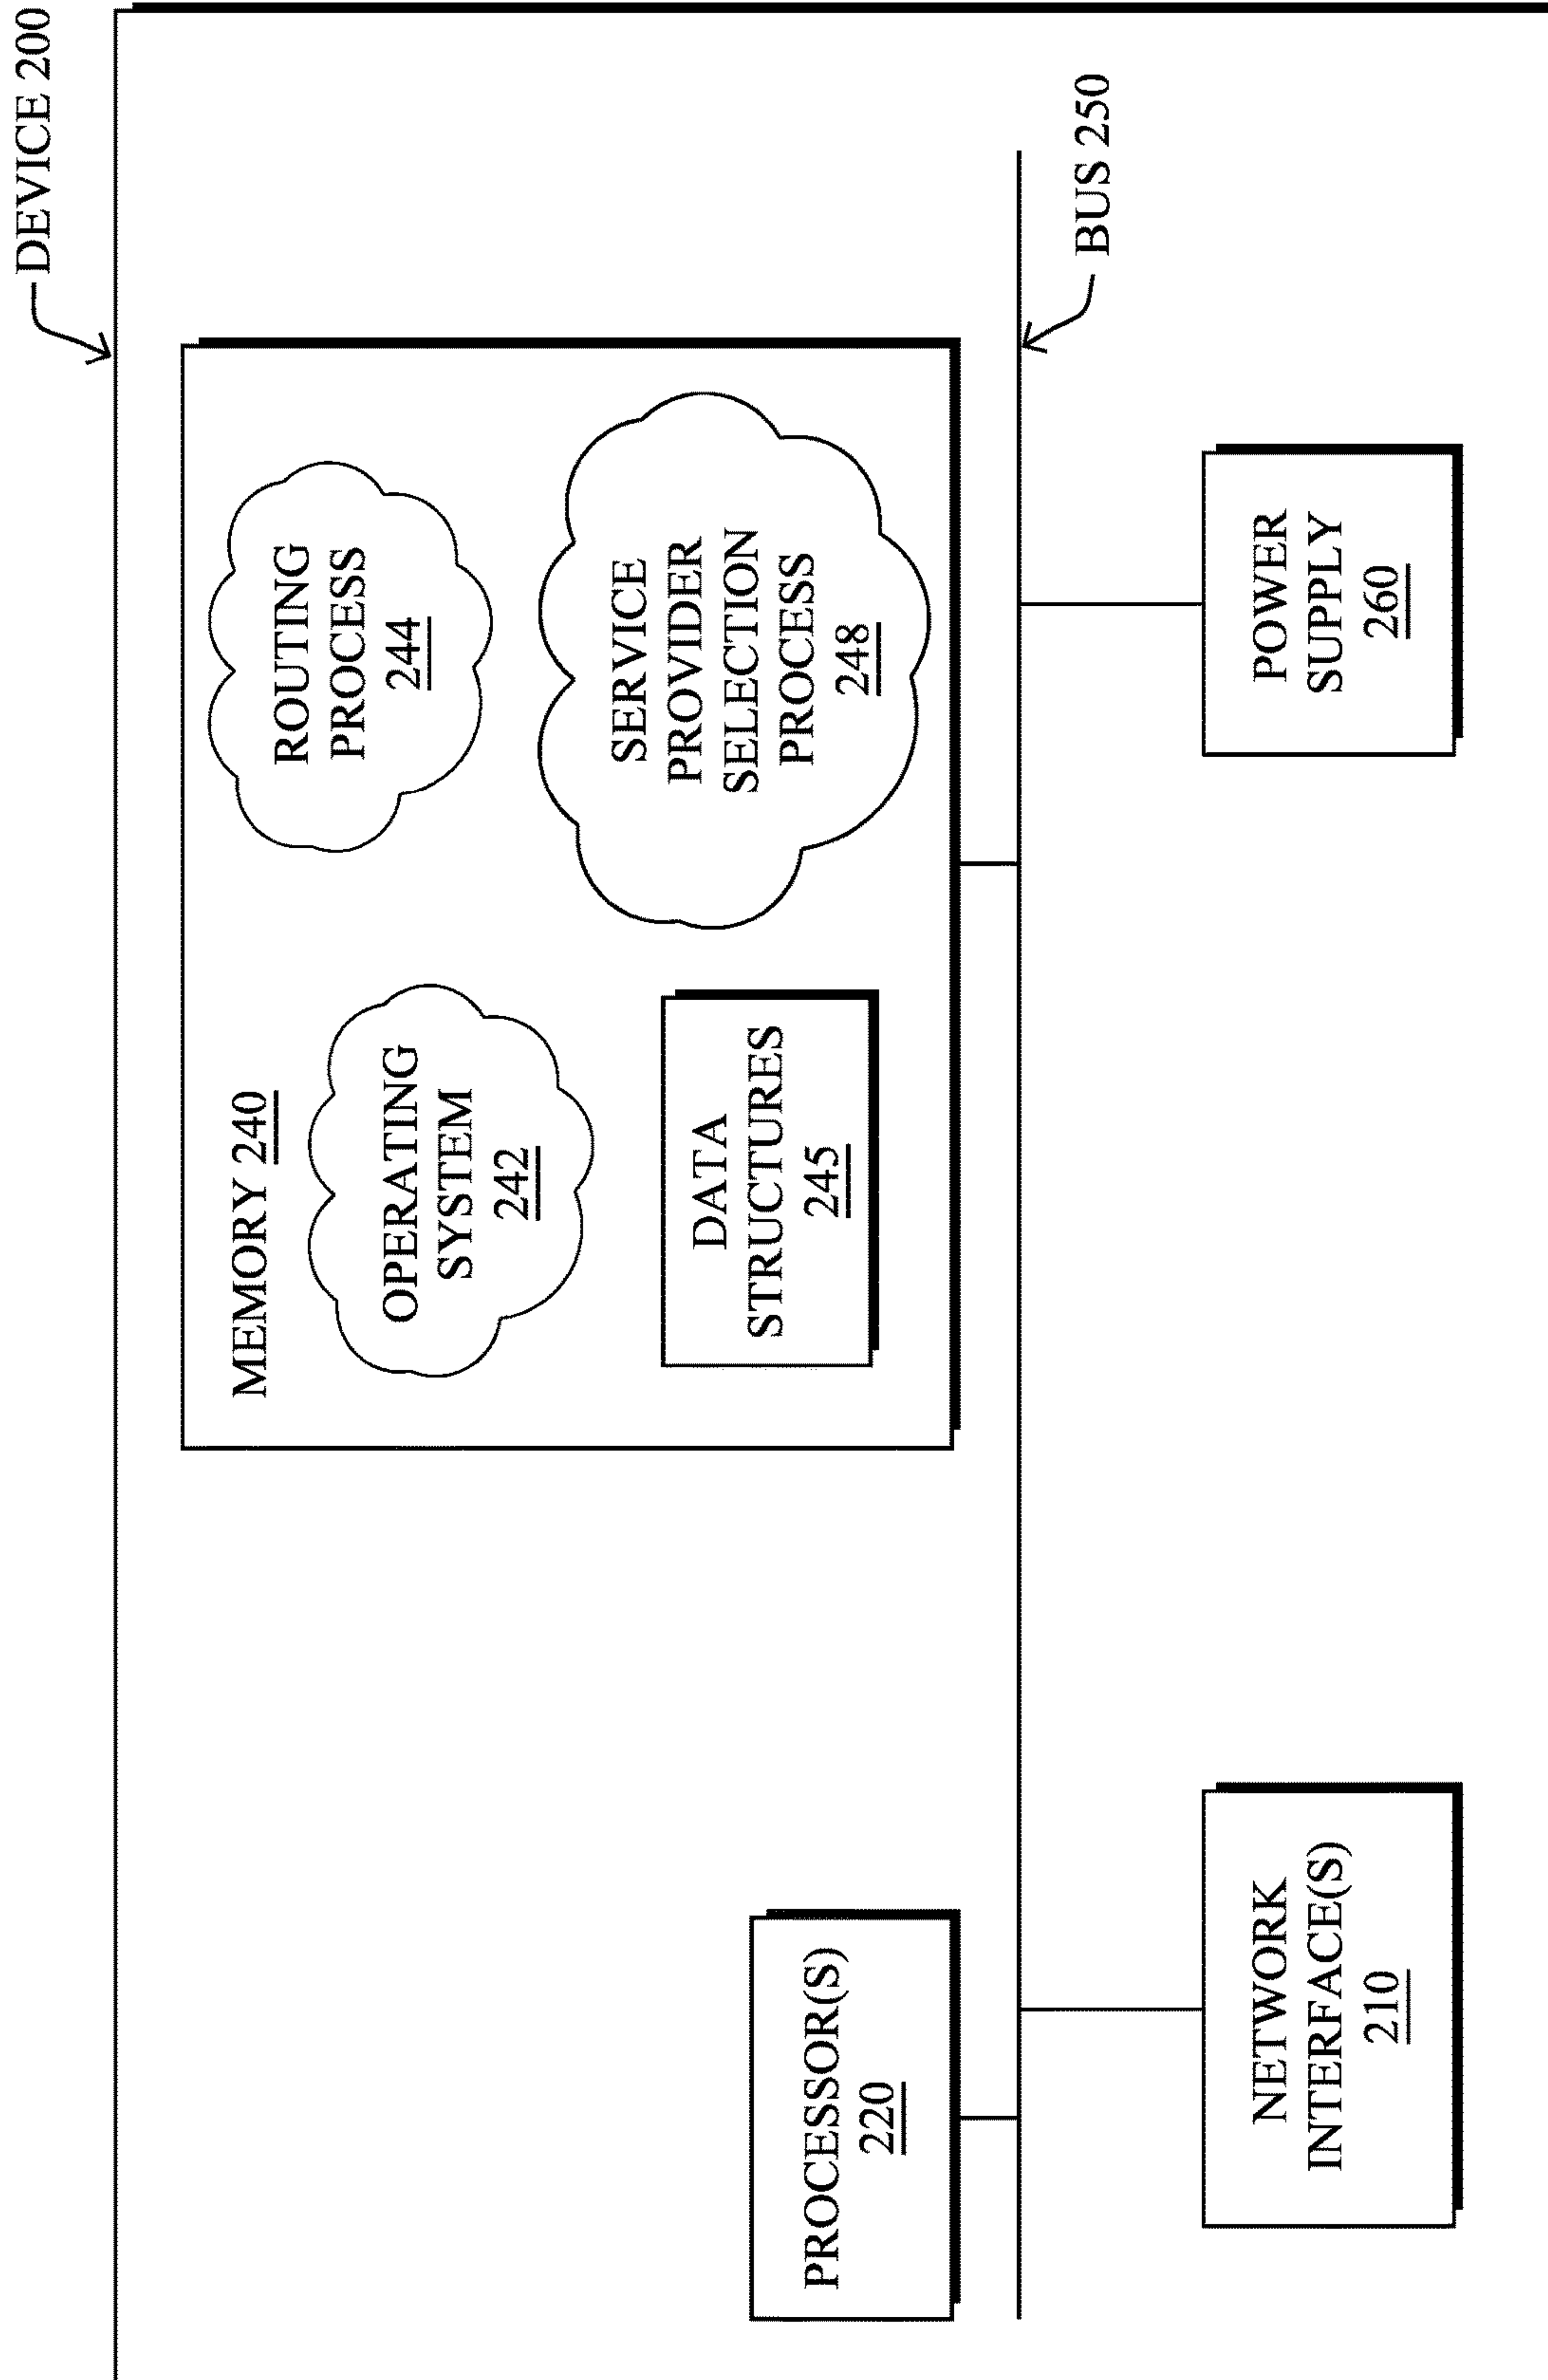 DEVICE 200
MEMORY 240
OPERATING
SYSTEM
242
ROUTING
PROCESS
244
DATA
STRUCTURES
245
SERVICE
PROVIDER
SELECTION
PROCESS
248
PROCESSOR(S)
220
BUS 250
NETWORK
INTERFACE(S)
210
POWER
SUPPLY
260